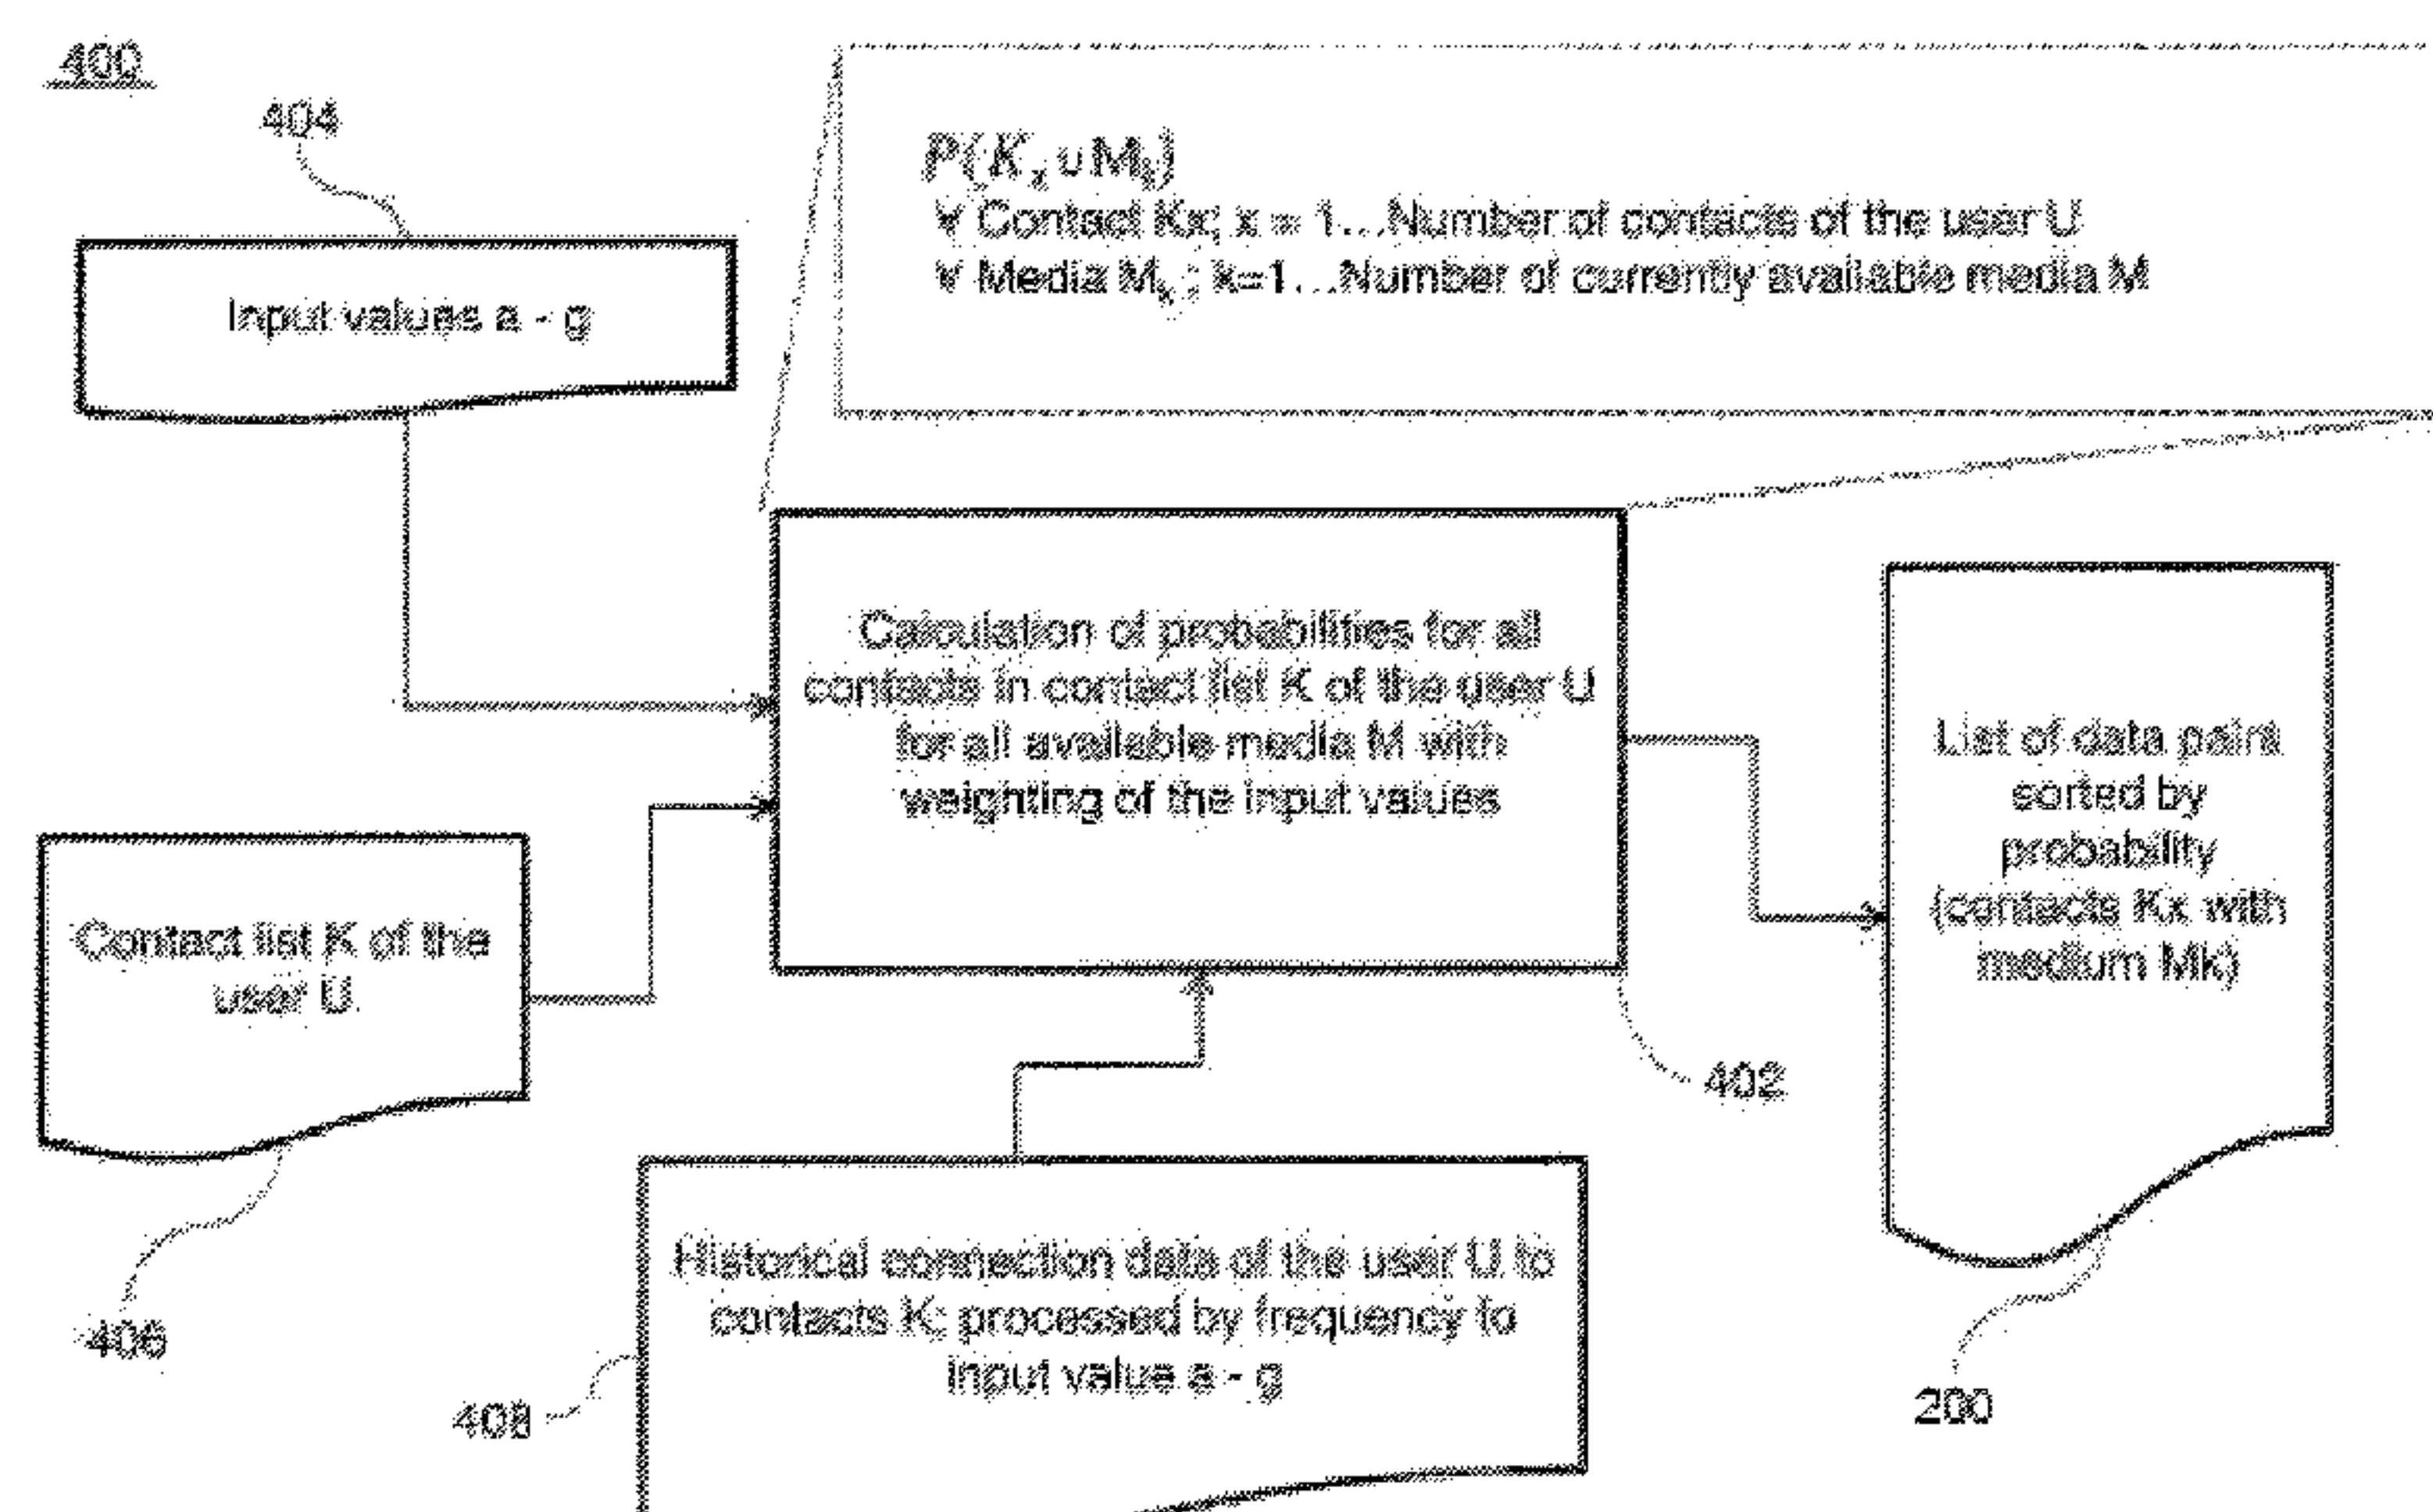 400
404
P(K_x ∪ M_k)
∀ Contact Kx; x = 1...Number of contacts of the user U
∀ Media M_k ; k=1...Number of currently available media M
Input values a - g
Calculation of probabilities for all
contacts in contact list K of the user U
for all available media M with
weighting of the input values
List of data pairs
sorted by
probability
(contacts Kx with
medium Mk)
Contact list K of the
user U.
402
406
Historical connection data of the user U to
contacts K; processed by frequency to
input value a - g
408
200